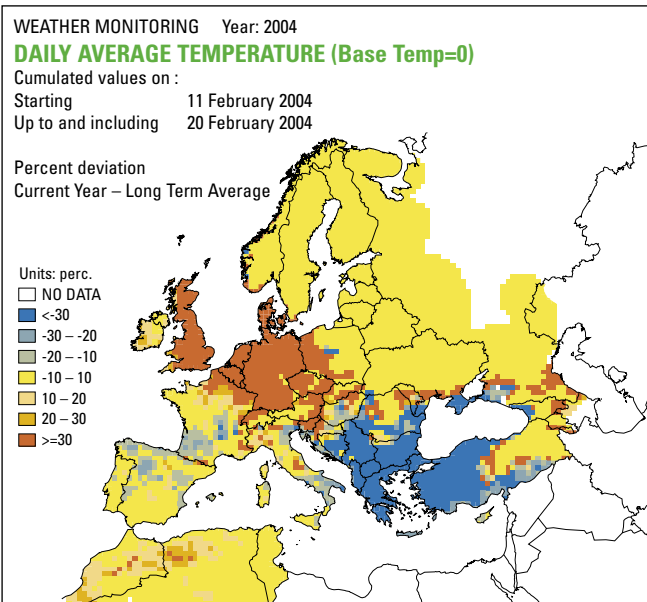 WEATHER MONITORING Year: 2004
DAILY AVERAGE TEMPERATURE (Base Temp=0)
Cumulated values on :
Starting 11 February 2004
Up to and including 20 February 2004
Percent deviation
Current Year – Long Term Average
Units: perc.
NO DATA
<-30
-30 – -20
-20 – -10
-10 – 10
10 – 20
20 – 30
>=30